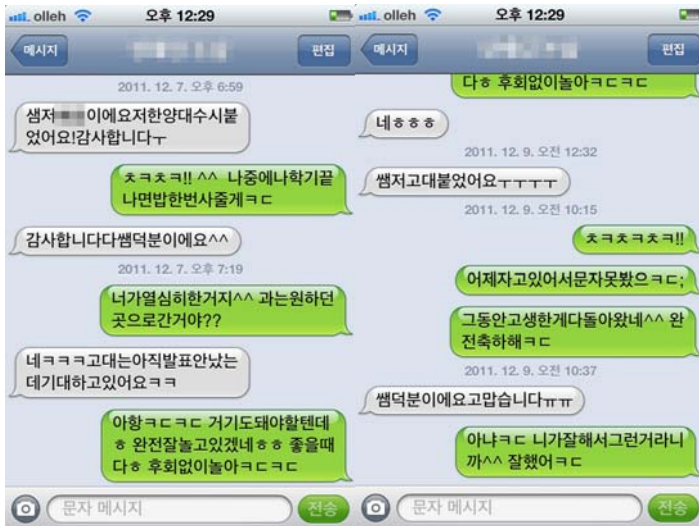 olleh 오후 12:29
메시지 편집
2011. 12. 7. 오후 6:59
샘저 이에요저한양대수시붙
었어요!감사합니다ㅜ
ㅊㅋㅊㅋ!! ^^ 나중에나학기끝
나면밥한번사줄게ㅋㄷ
감사합니다다쌤덕분이에요^^
2011. 12. 7. 오후 7:19
너가열심히한거지^^ 과는원하던
곳으로간거야??
네ㅋㅋㅋ고대는아직발표안났는
데기대하고있어요ㅋㅋ
아항ㅋㄷㅋㄷ 거기도돼야할텐데
ㅎ 완전잘놀고있겠네ㅎㅎ 좋을때
다ㅎ 후회없이놀아ㅋㄷㅋㄷ
문자 메시지 전송
olleh 오후 12:29
메시지 편집
다ㅎ 후회없이놀아ㅋㄷㅋㄷ
네ㅎㅎㅎ
2011. 12. 9. 오전 12:32
쌤저고대붙었어요ㅜㅜㅜㅜ
2011. 12. 9. 오전 10:15
ㅊㅋㅊㅋㅊㅋ!!
어제자고있어서문자못봤으ㅋㄷ;
그동안고생한게다돌아왔네^^ 완
전축하해ㅋㄷ
2011. 12. 9. 오전 10:37
쌤덕분이에요고맙습니다ㅠㅠ
아냐ㅋㄷ 니가잘해서그런거라니
까^^ 잘했어ㅋㄷ
문자 메시지 전송